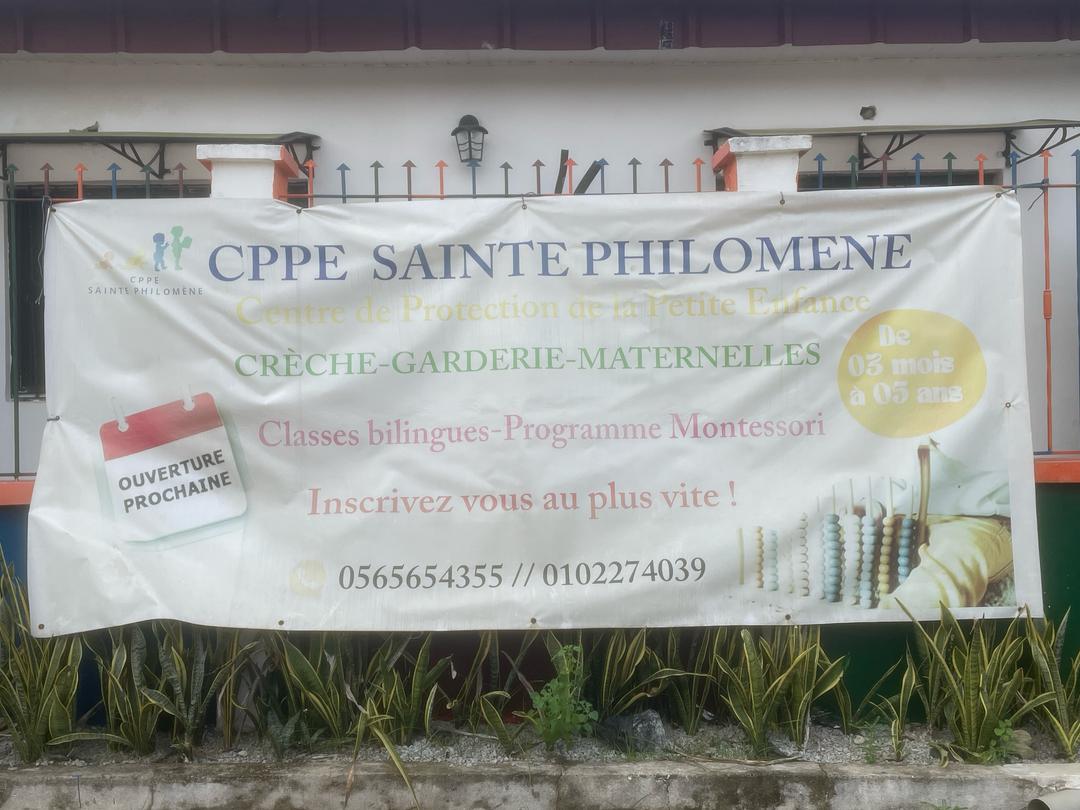 CPPE SAINTE PHILOMENE
CPPE
SAINTE PHILOMÈNE
Centre de Protection de la Petite Enfance
CRÈCHE-GARDERIE-MATERNELLES
De
03 mois
à 05 ans
Classes bilingues-Programme Montessori
OUVERTURE
PROCHAINE
Inscrivez vous au plus vite !
0565654355 // 0102274039